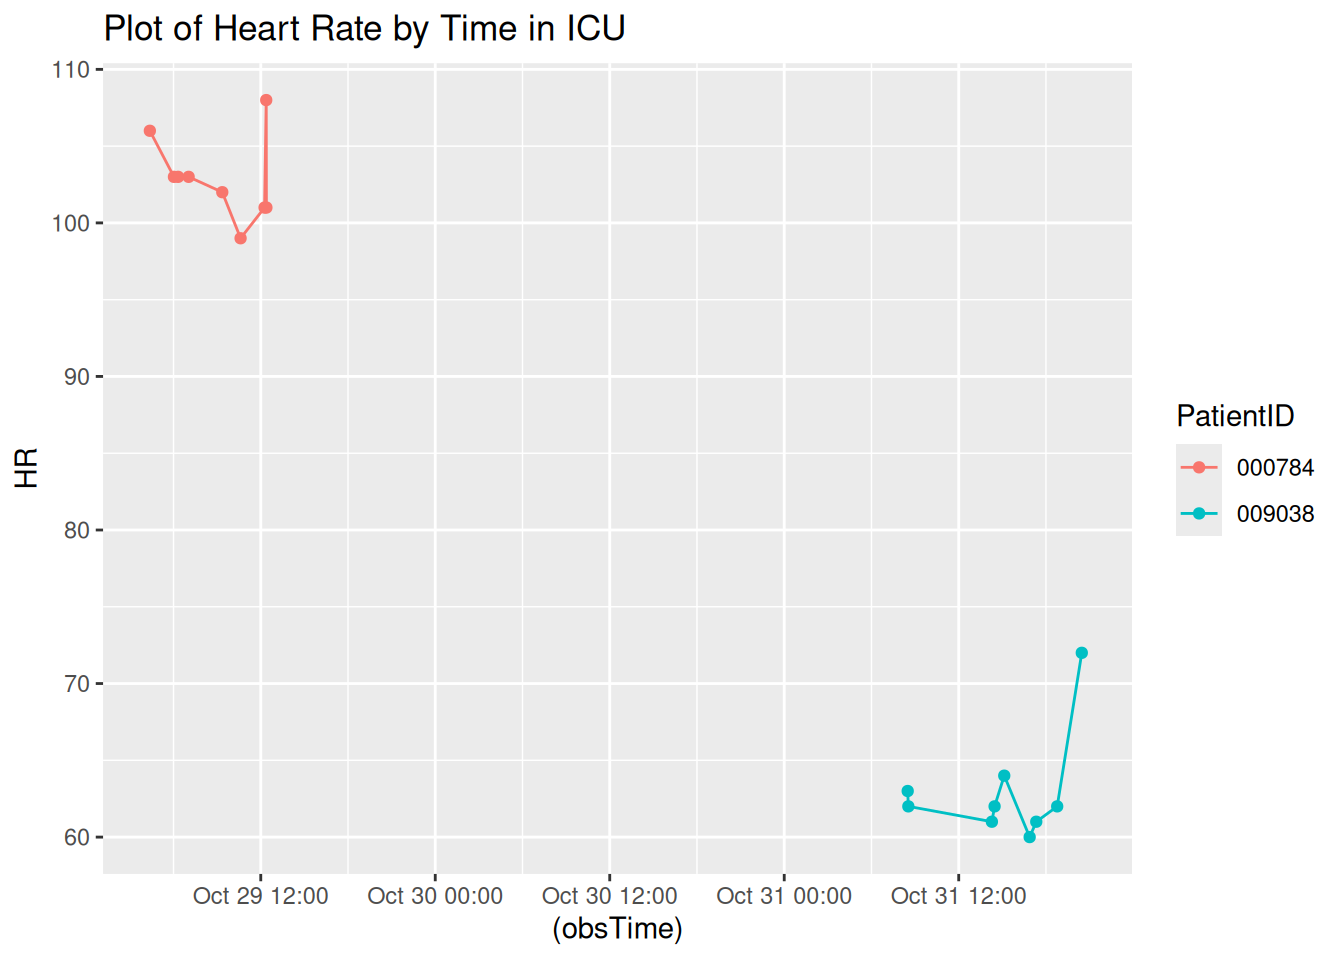 Plot of Heart Rate by Time in ICU
110
100
90
80
70
60
HR
Oct 29 12:00 Oct 30 00:00 Oct 30 12:00 Oct 31 00:00 Oct 31 12:00
(obsTime)
PatientID
000784
009038